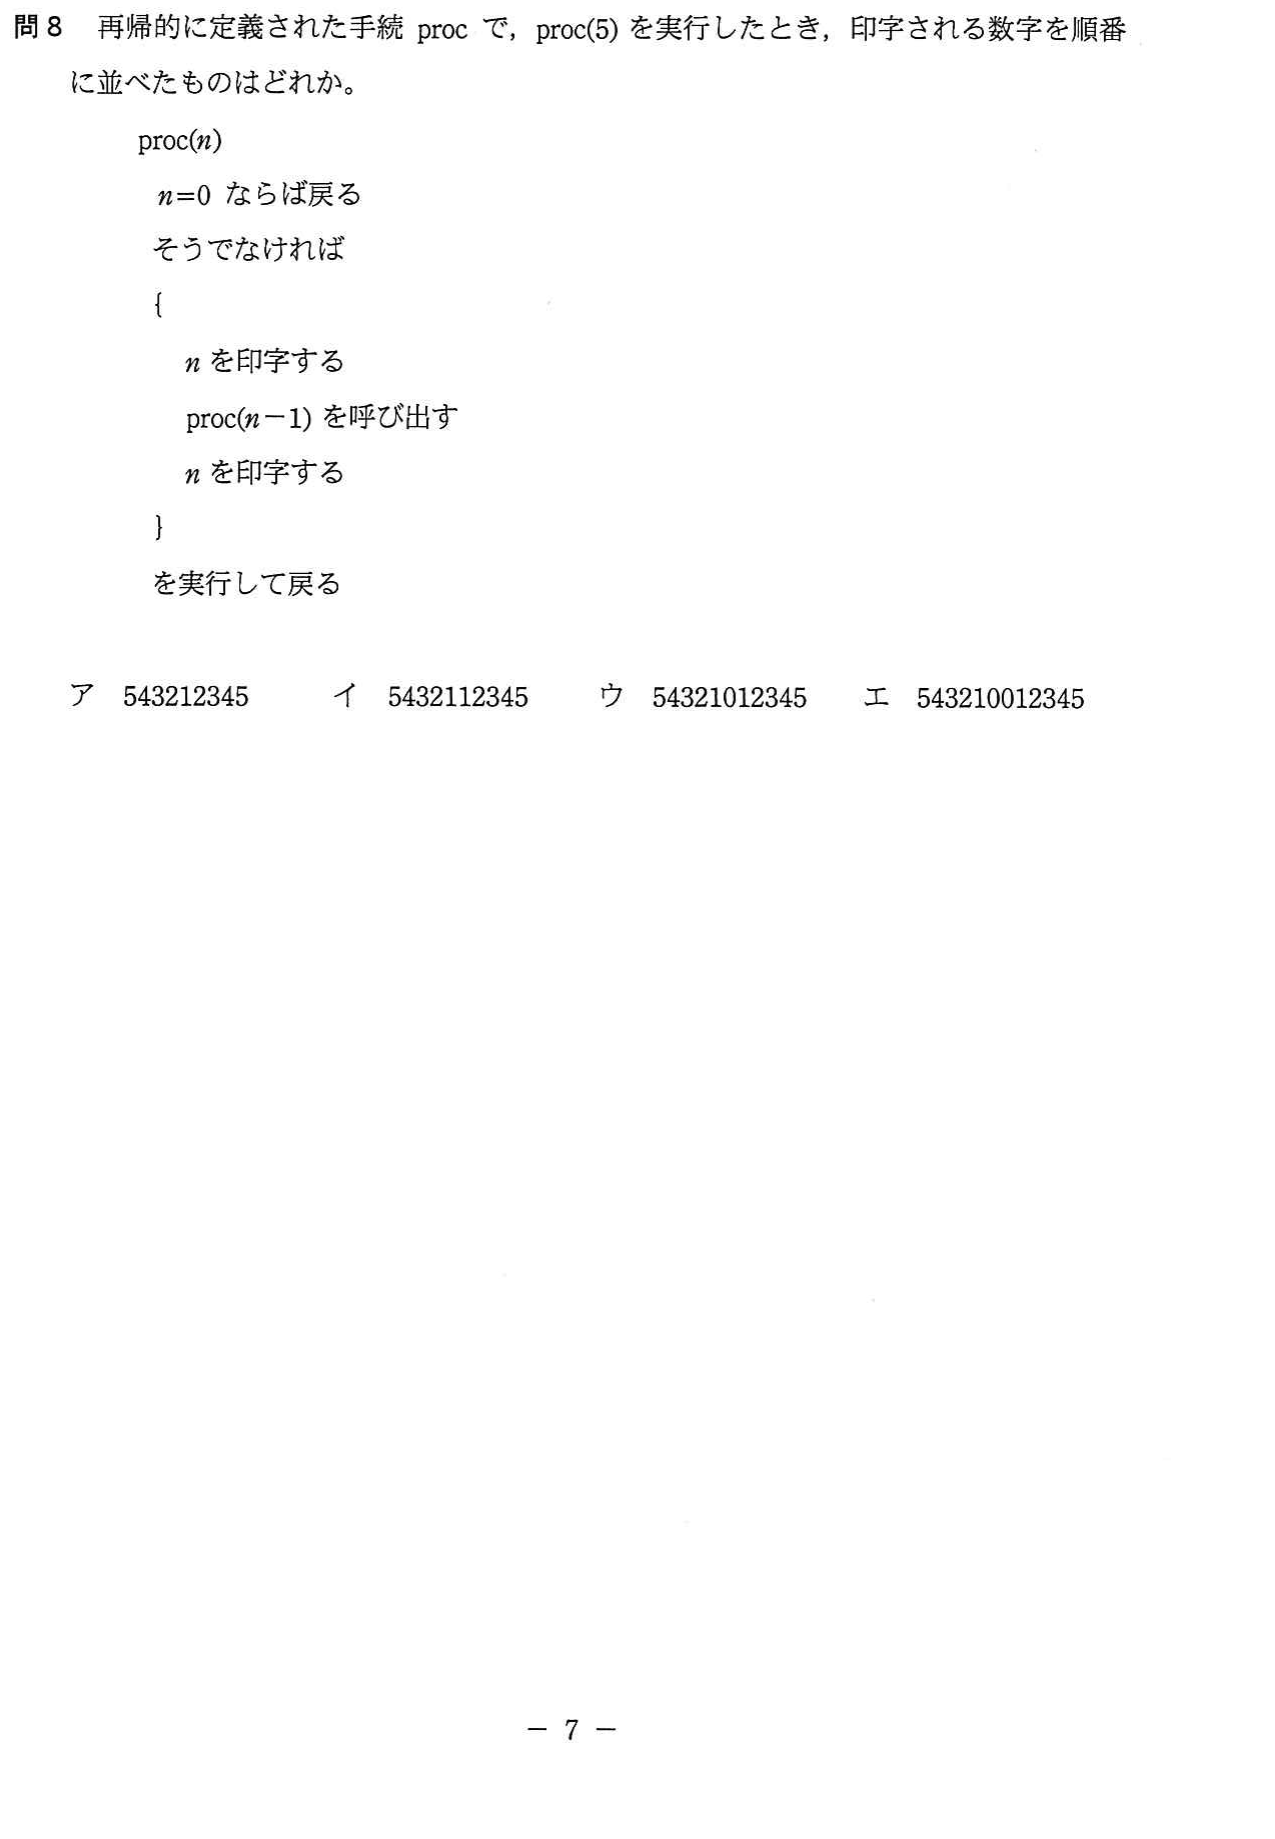 問8 再帰的に定義された手続 proc で，proc(5) を実行したとき，印字される数字を順番
に並べたものはどれか。
proc(n)
n=0 ならば戻る
そうでなければ
{
n を印字する
proc(n－1) を呼び出す
n を印字する
}
を実行して戻る
ア 543212345 イ 5432112345 ウ 54321012345 エ 543210012345
－ 7 －